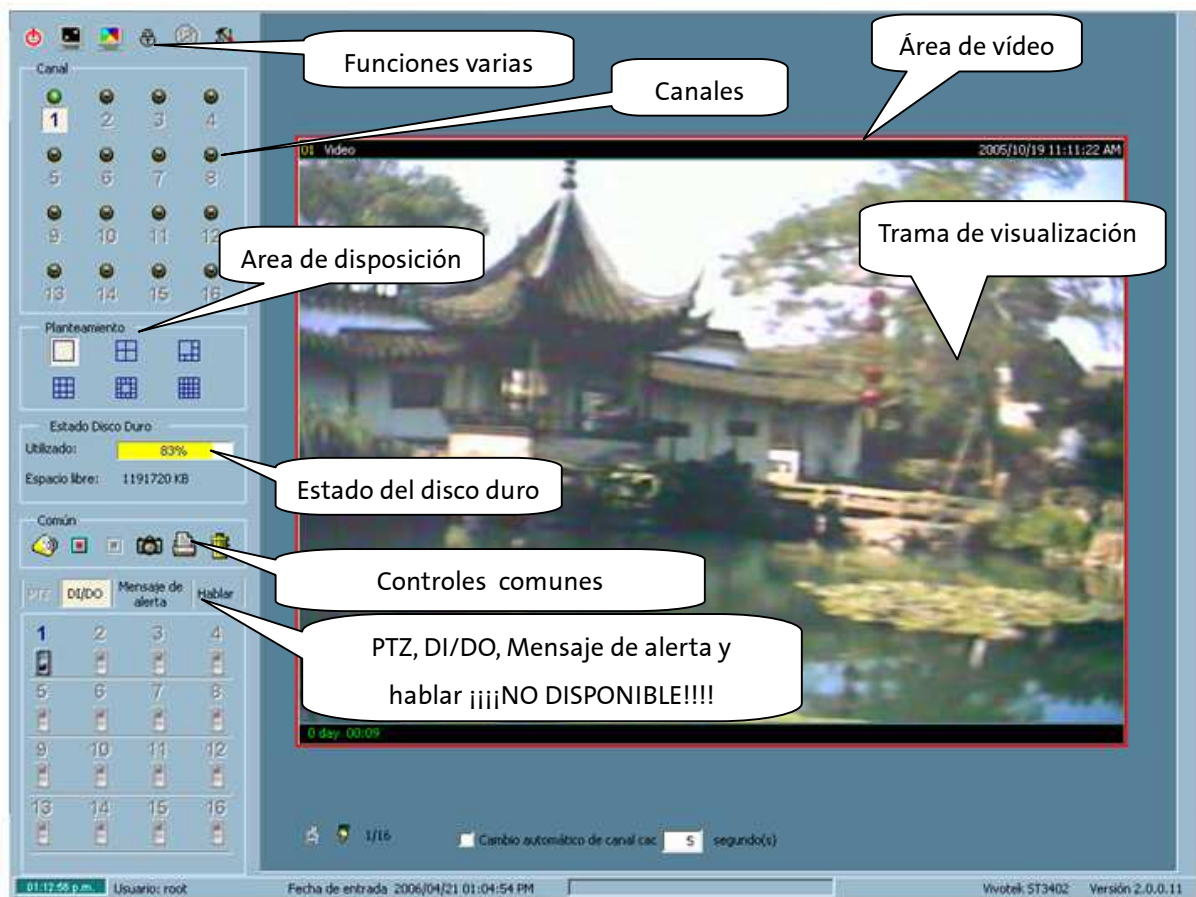 Funciones varias
Área de vídeo
Canal
Canales
1 2 3 4
01 Video
2005/10/19 11:11:22 AM
5 6 7 8
9 10 11 12
Trama de visualización
Area de disposición
13 14 15 16
Planteamiento
Estado Disco Duro
Utilizado: 83%
Espacio libre: 1191720 KB
Estado del disco duro
Común
Controles comunes
PTZ DI/DO Mensaje de alerta Hablar
PTZ, DI/DO, Mensaje de alerta y
hablar ¡¡¡¡NO DISPONIBLE!!!!
1 2 3 4
5 6 7 8
9 10 11 12
13 14 15 16
0 day 00:09
1/16
Cambio automático de canal cac 5 segundo(s)
01:12:56 p.m. Usuario: root
Fecha de entrada 2006/04/21 01:04:54 PM
Vivotek ST3402 Versión 2.0.0.11